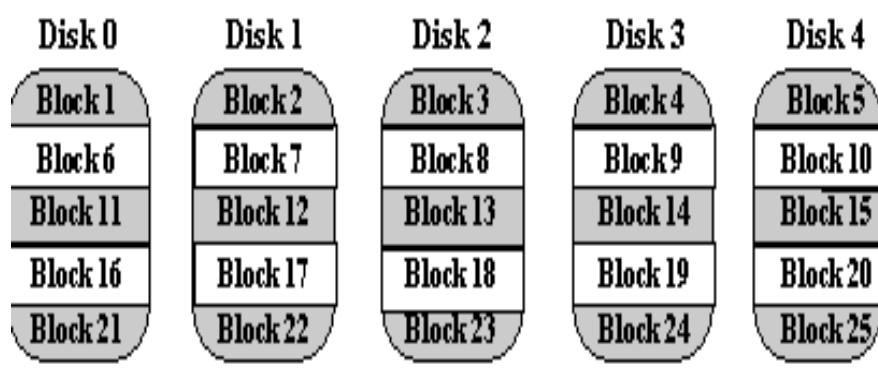 Disk 0 Disk 1 Disk 2 Disk 3 Disk 4
Block 1 Block 2 Block 3 Block 4 Block 5
Block 6 Block 7 Block 8 Block 9 Block 10
Block 11 Block 12 Block 13 Block 14 Block 15
Block 16 Block 17 Block 18 Block 19 Block 20
Block 21 Block 22 Block 23 Block 24 Block 25